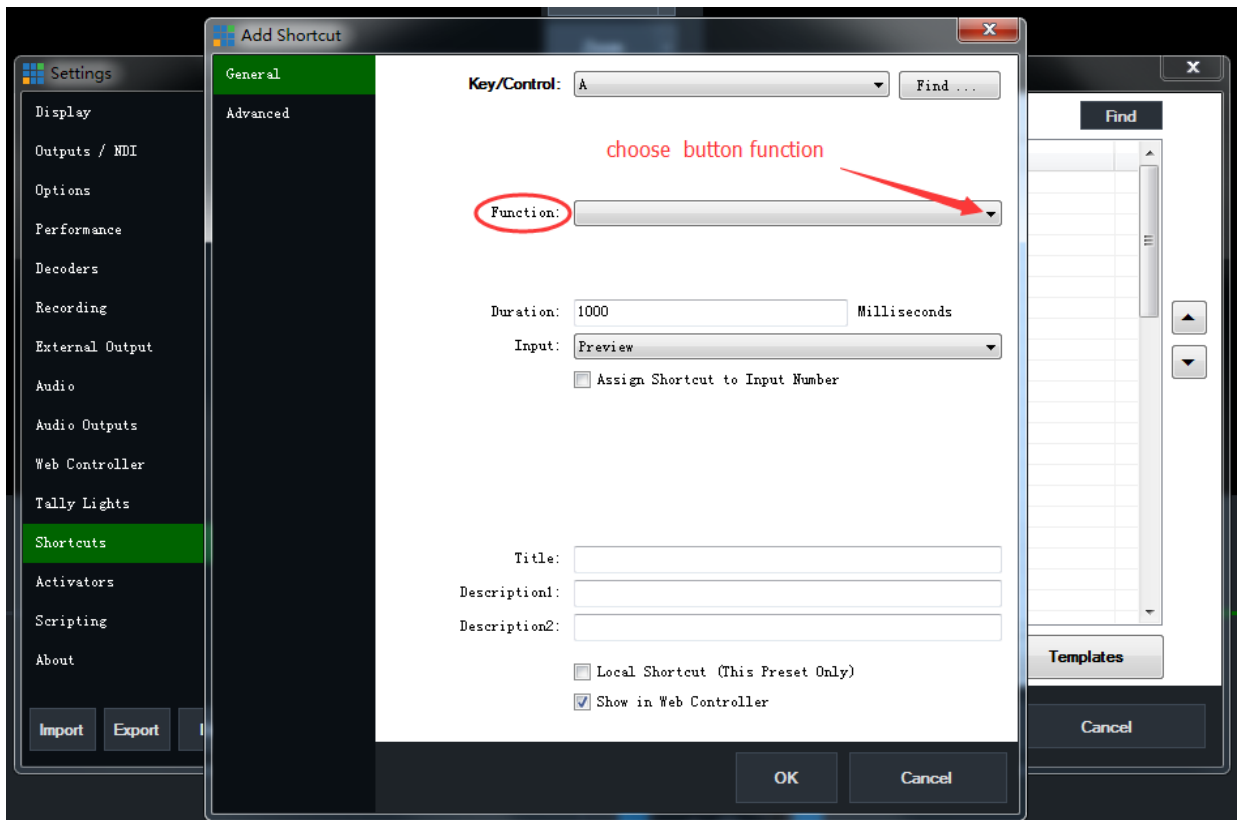 Add Shortcut
Settings
General
Advanced
Key/Control: A
Find ...
choose button function
Function:
Duration: 1000 Milliseconds
Input: Preview
Assign Shortcut to Input Number
Title:
Description1:
Description2:
Local Shortcut (This Preset Only)
Show in Web Controller
OK
Cancel
Display
Outputs / NDI
Options
Performance
Decoders
Recording
External Output
Audio
Audio Outputs
Web Controller
Tally Lights
Shortcuts
Activators
Scripting
About
Import
Export
Find
Templates
Cancel